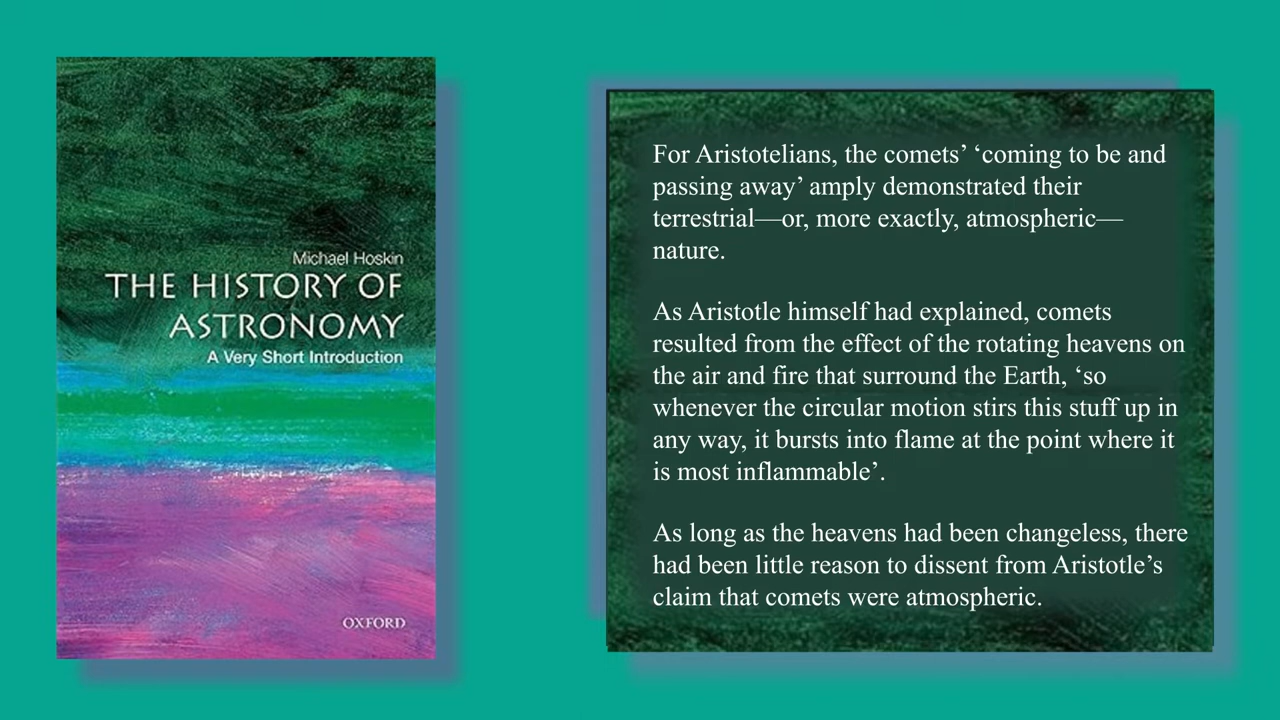 Michael Hoskin
THE HISTORY OF
ASTRONOMY
A Very Short Introduction
OXFORD
For Aristotelians, the comets’ ‘coming to be and
passing away’ amply demonstrated their
terrestrial—or, more exactly, atmospheric—
nature.
As Aristotle himself had explained, comets
resulted from the effect of the rotating heavens on
the air and fire that surround the Earth, ‘so
whenever the circular motion stirs this stuff up in
any way, it bursts into flame at the point where it
is most inflammable’.
As long as the heavens had been changeless, there
had been little reason to dissent from Aristotle’s
claim that comets were atmospheric.